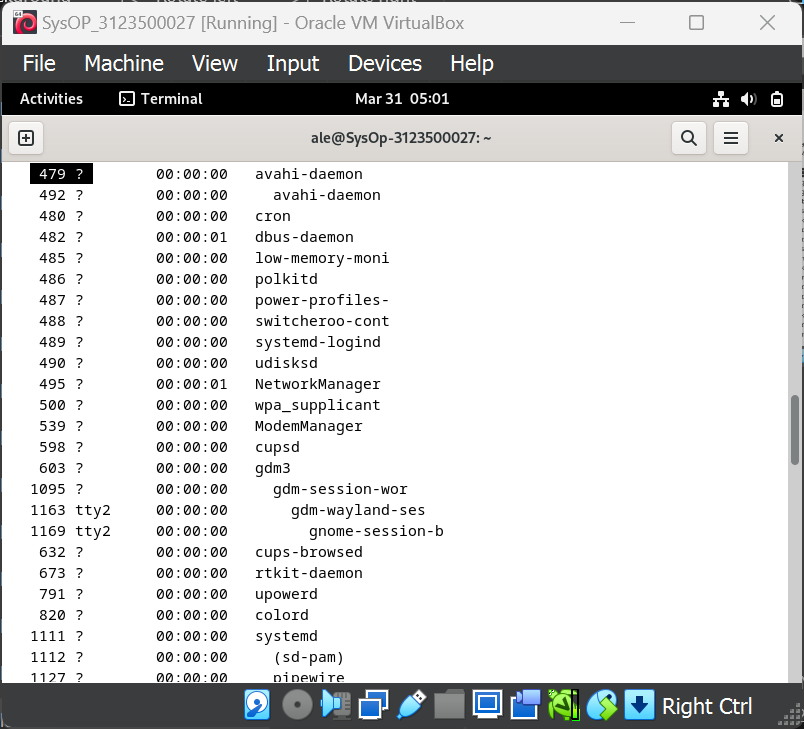 SysOP_3123500027 [Running] - Oracle VM VirtualBox
File Machine View Input Devices Help
Activities Terminal Mar 31 05:01
ale@SysOp-3123500027: ~
479 ? 00:00:00 avahi-daemon
492 ? 00:00:00 avahi-daemon
480 ? 00:00:00 cron
482 ? 00:00:01 dbus-daemon
485 ? 00:00:00 low-memory-moni
486 ? 00:00:00 polkitd
487 ? 00:00:00 power-profiles-
488 ? 00:00:00 switcheroo-cont
489 ? 00:00:00 systemd-logind
490 ? 00:00:00 udisksd
495 ? 00:00:01 NetworkManager
500 ? 00:00:00 wpa_supplicant
539 ? 00:00:00 ModemManager
598 ? 00:00:00 cupsd
603 ? 00:00:00 gdm3
1095 ? 00:00:00 gdm-session-wor
1163 tty2 00:00:00 gdm-wayland-ses
1169 tty2 00:00:00 gnome-session-b
632 ? 00:00:00 cups-browsed
673 ? 00:00:00 rtkit-daemon
791 ? 00:00:00 upowerd
820 ? 00:00:00 colord
1111 ? 00:00:00 systemd
1112 ? 00:00:00 (sd-pam)
1127 ? 00:00:00 pipewire
Right Ctrl